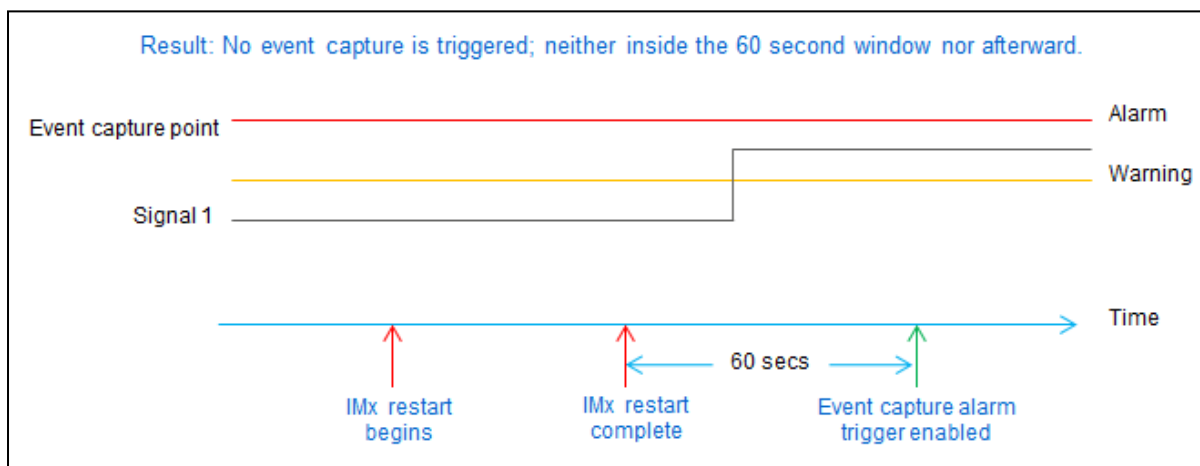 Result: No event capture is triggered; neither inside the 60 second window nor afterward.
Alarm
Event capture point
Warning
Signal 1
Time
60 secs
IMx restart
begins
IMx restart
complete
Event capture alarm
trigger enabled